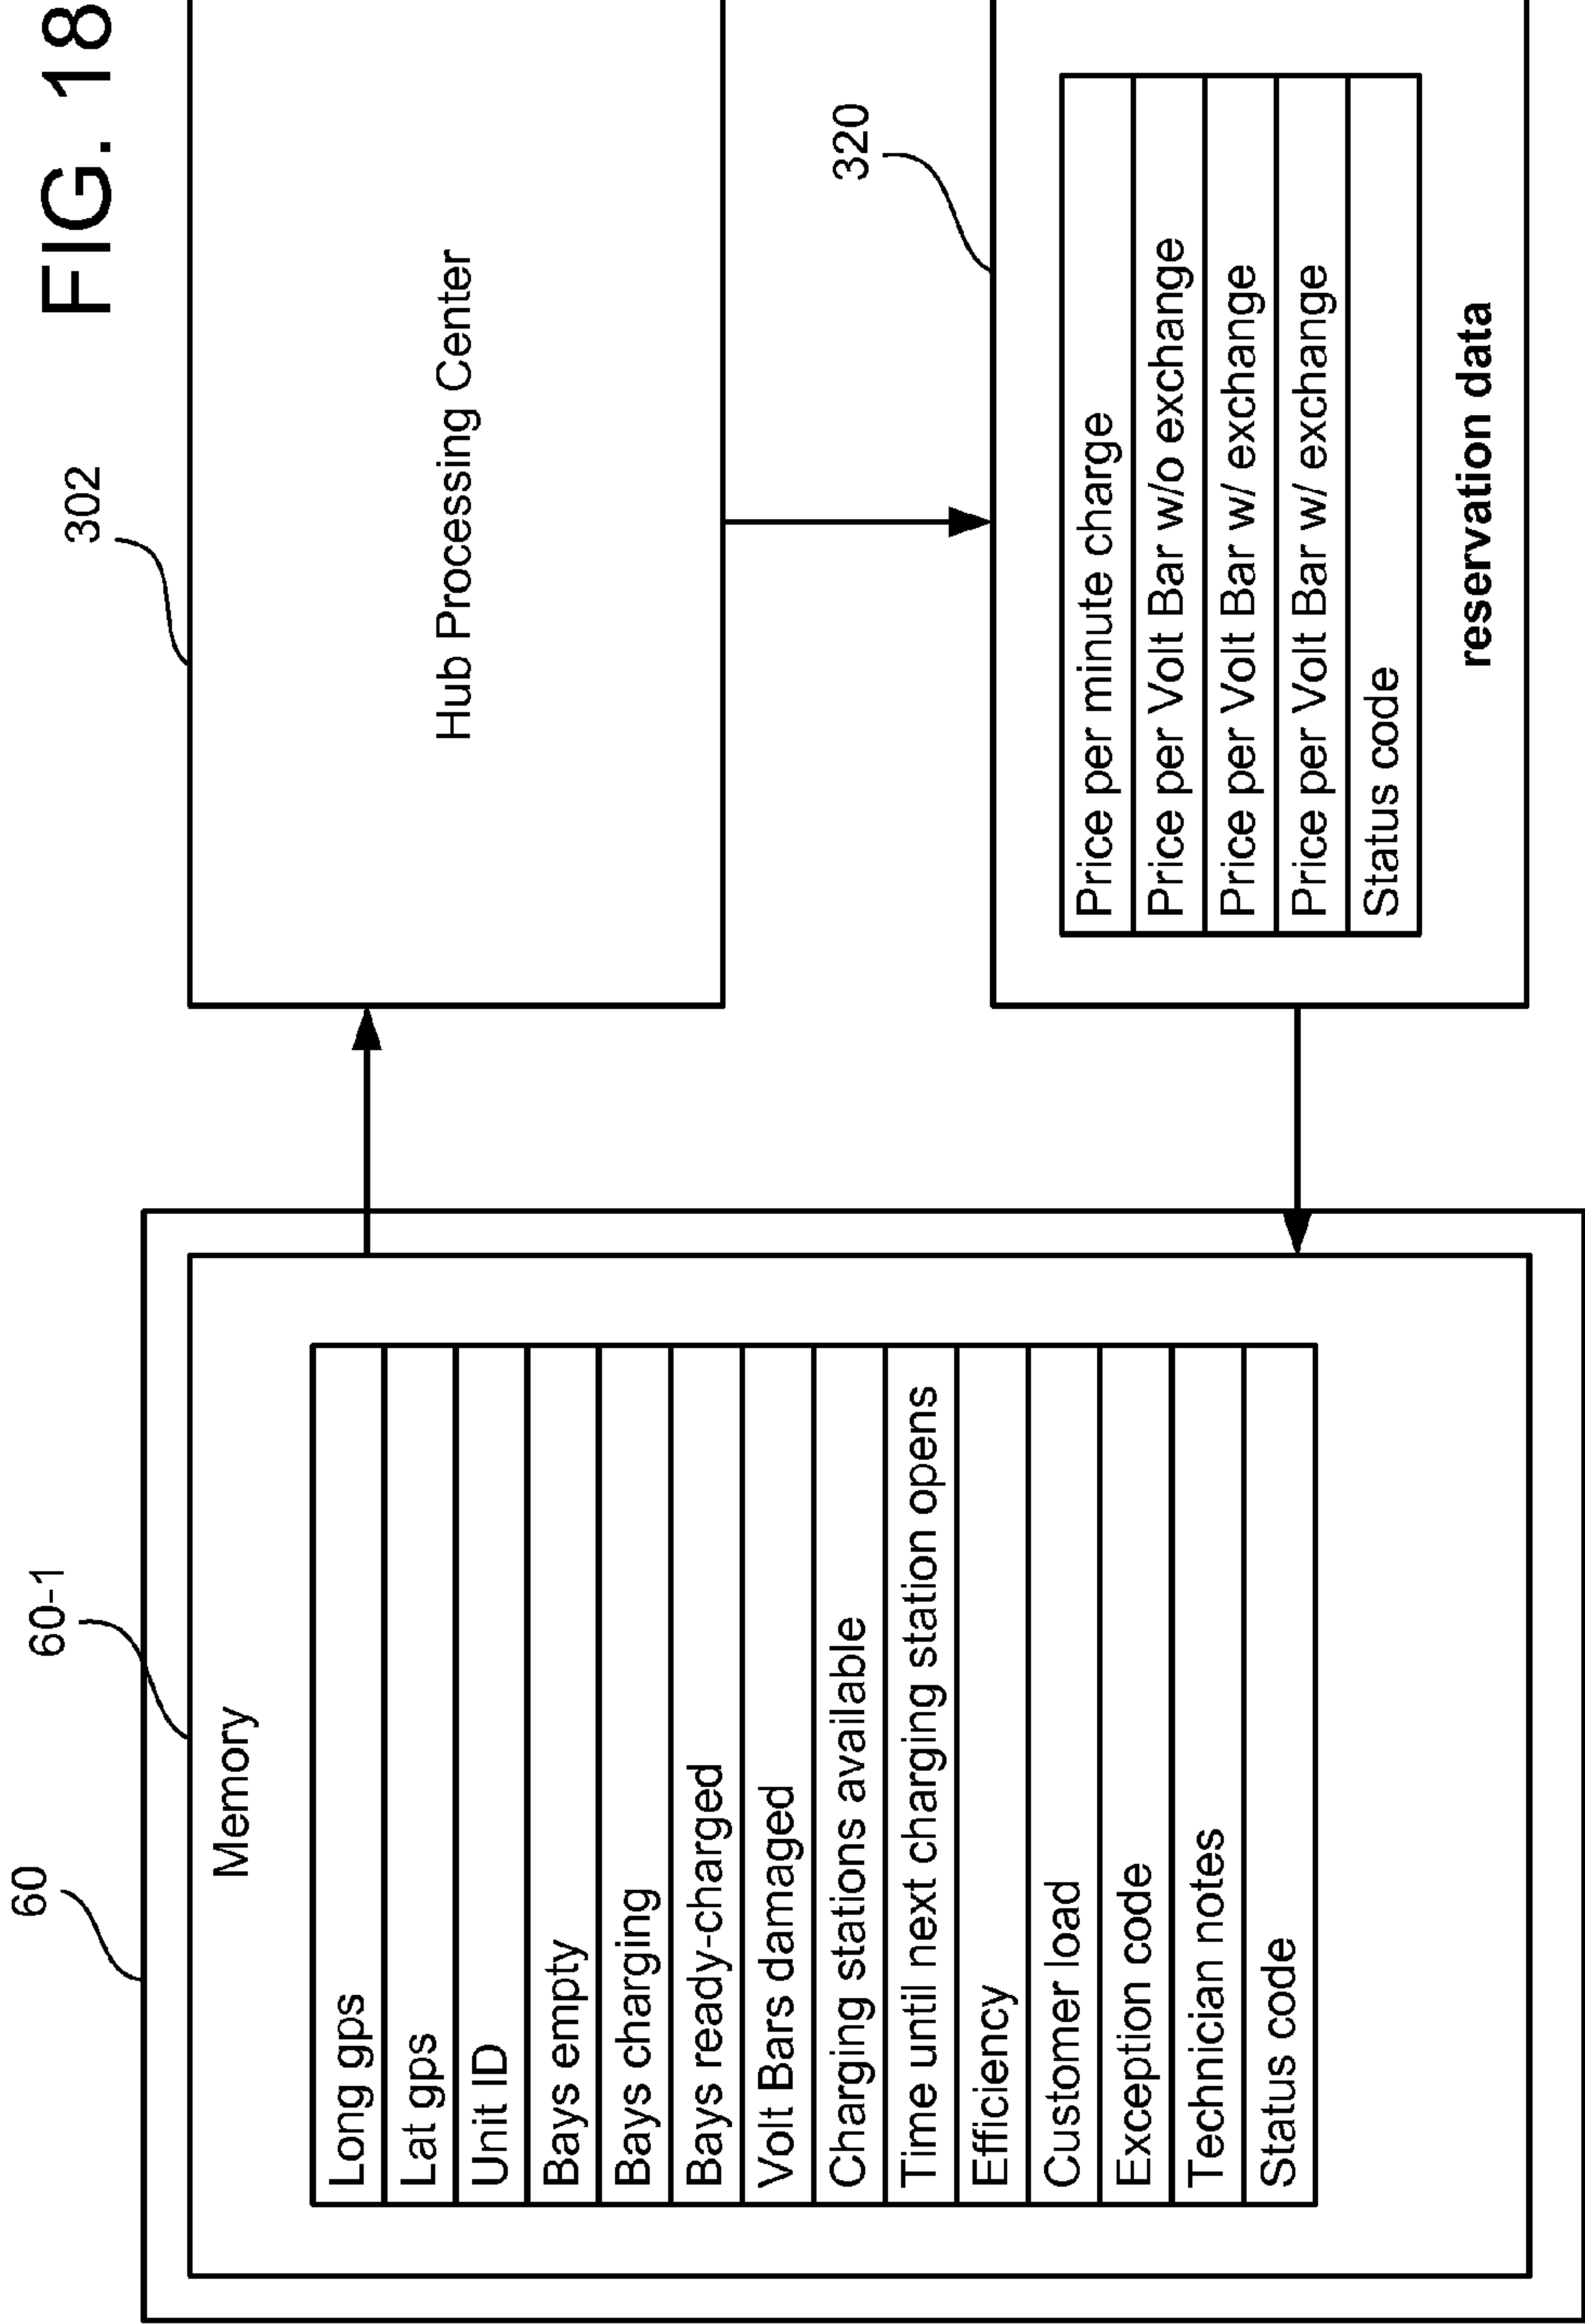 FIG. 18
60
60-1
Memory
Long gps
Lat gps
Unit ID
Bays empty
Bays charging
Bays ready-charged
Volt Bars damaged
Charging stations available
Time until next charging station opens
Efficiency
Customer load
Exception code
Technician notes
Status code
302
Hub Processing Center
320
Price per minute charge
Price per Volt Bar w/o exchange
Price per Volt Bar w/ exchange
Price per Volt Bar w/ exchange
Status code
reservation data